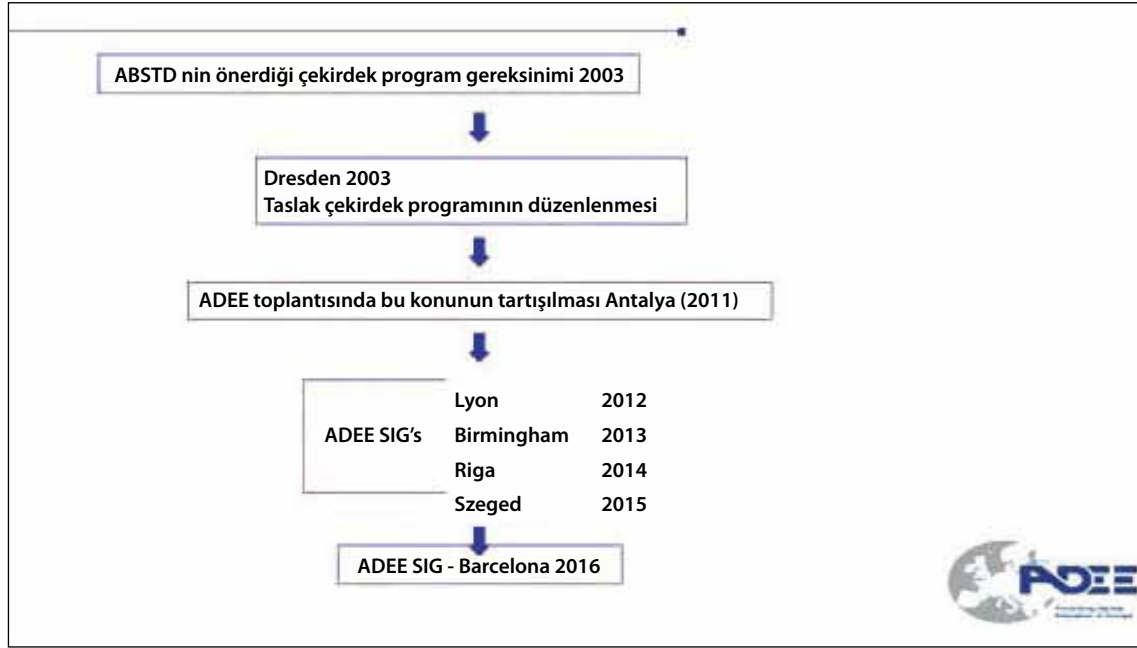 ABSTD nin önerdiği çekirdek program gereksinimi 2003
Dresden 2003
Taslak çekirdek programının düzenlenmesi
ADEE toplantısında bu konunun tartışılması Antalya (2011)
ADEE SIG's
Lyon 2012
Birmingham 2013
Riga 2014
Szeged 2015
ADEE SIG - Barcelona 2016
ADEE